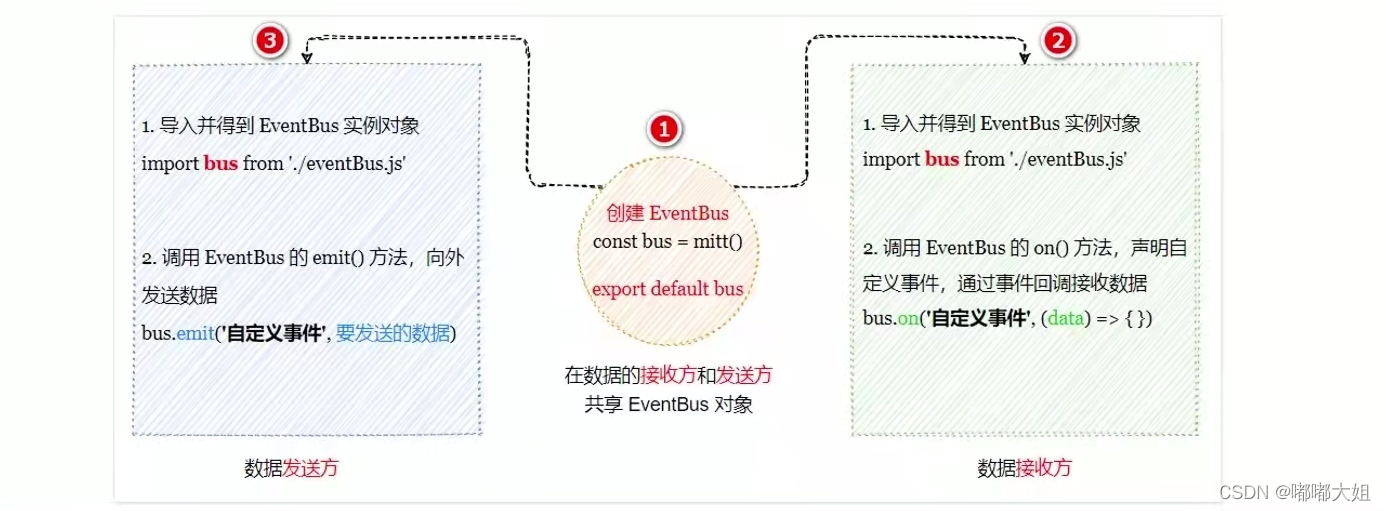 3
1. 导入并得到 EventBus 实例对象
import bus from './eventBus.js'
2. 调用 EventBus 的 emit() 方法，向外
发送数据
bus.emit('自定义事件', 要发送的数据)
数据发送方
1
创建 EventBus
const bus = mitt()
export default bus
在数据的接收方和发送方
共享 EventBus 对象
2
1. 导入并得到 EventBus 实例对象
import bus from './eventBus.js'
2. 调用 EventBus 的 on() 方法，声明自
定义事件，通过事件回调接收数据
bus.on('自定义事件', (data) => { })
数据接收方
CSDN @嘟嘟大姐